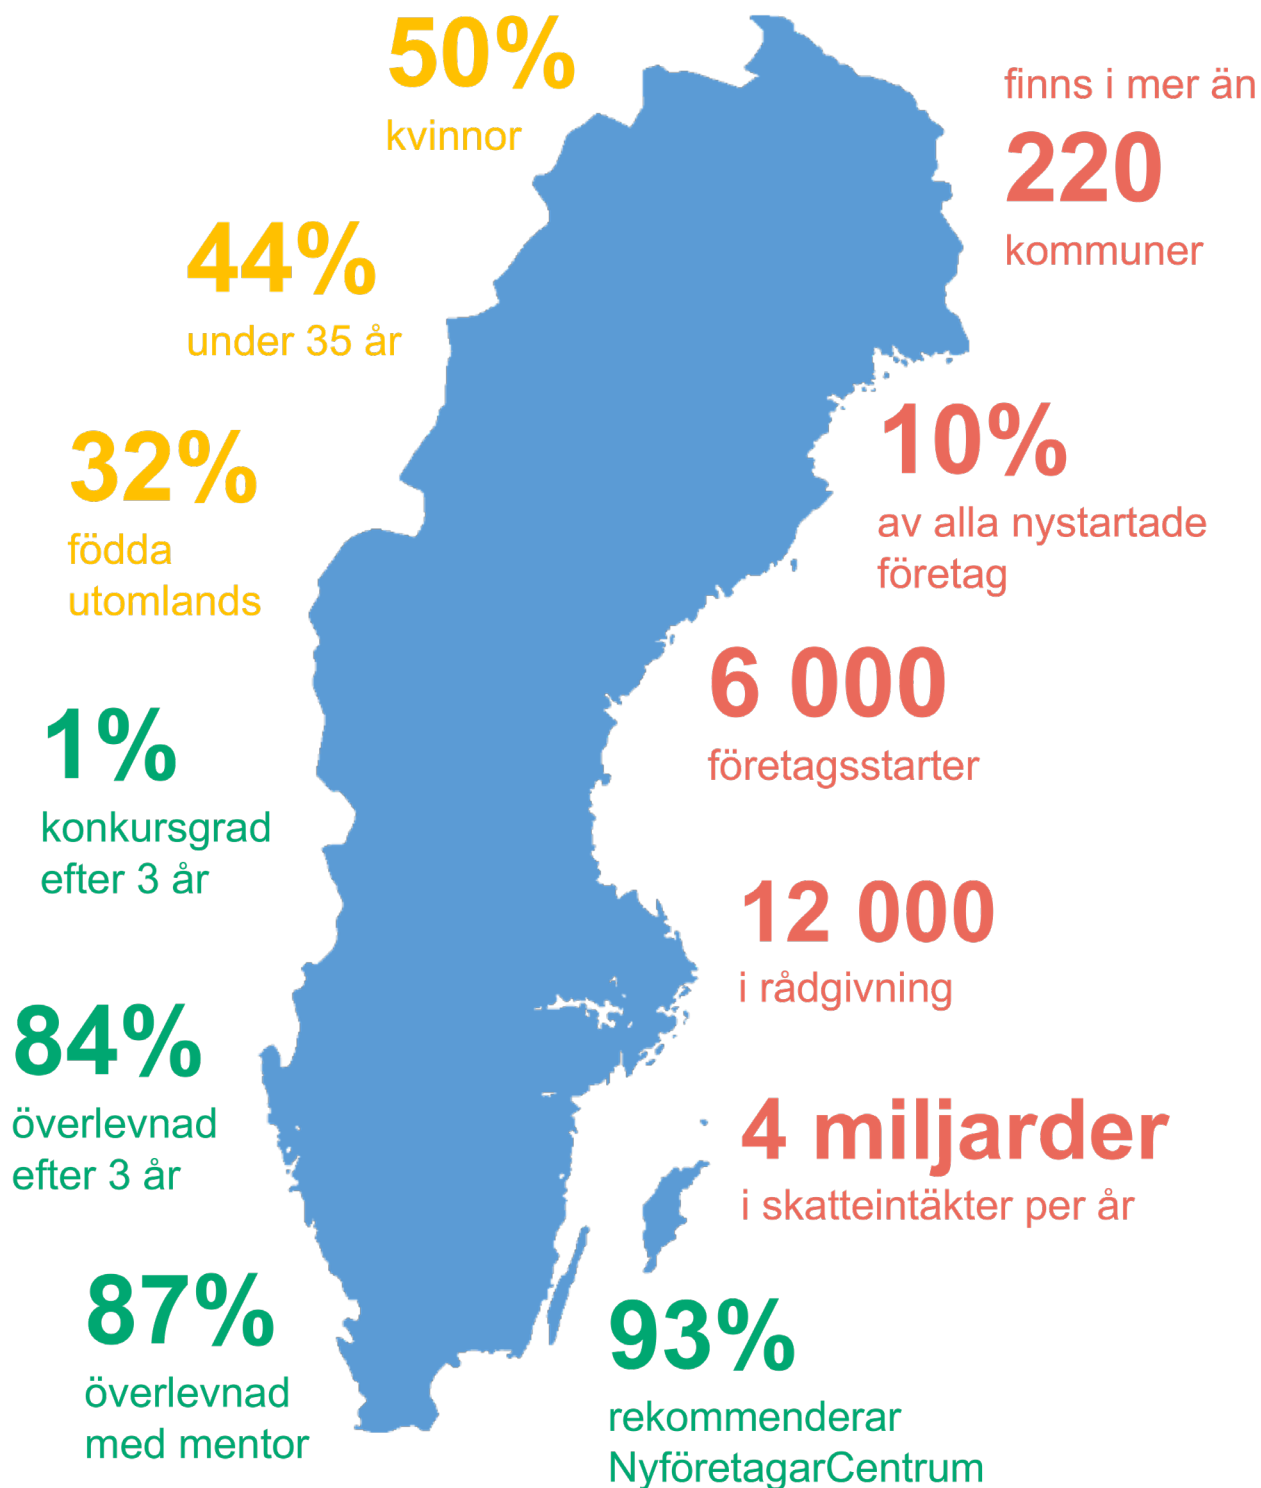 50%
kvinnor
44%
under 35 år
32%
födda
utomlands
1%
konkursgrad
efter 3 år
84%
överlevnad
efter 3 år
87%
överlevnad
med mentor
finns i mer än
220
kommuner
10%
av alla nystartade
företag
6 000
företagsstarter
12 000
i rådgivning
4 miljarder
i skatteintäkter per år
93%
rekommenderar
NyföretagarCentrum